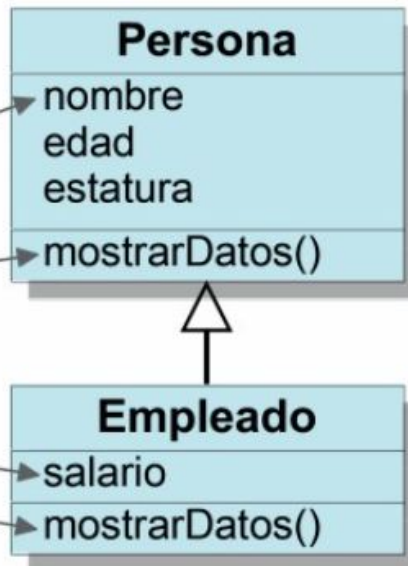 Persona
nombre
edad
estatura
mostrarDatos()
Empleado
salario
mostrarDatos()